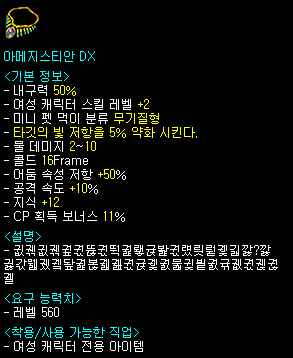 아메지스티안 DX
<기본 정보>
- 내구력 50%
- 여성 캐릭터 스킬 레벨 +2
- 미니 펫 먹이 분류 무기질형
- 타깃의 빛 저항을 5% 약화 시킨다.
- 물 데미지 2~10
- 콜드 16Frame
- 어둠 속성 저항 +50%
- 공격 속도 +10%
- 지식 +12
- CP 획득 보너스 11%
<설명>
<요구 능력치>
- 레벨 560
<착용/사용 가능한 직업>
- 여성 캐릭터 전용 아이템